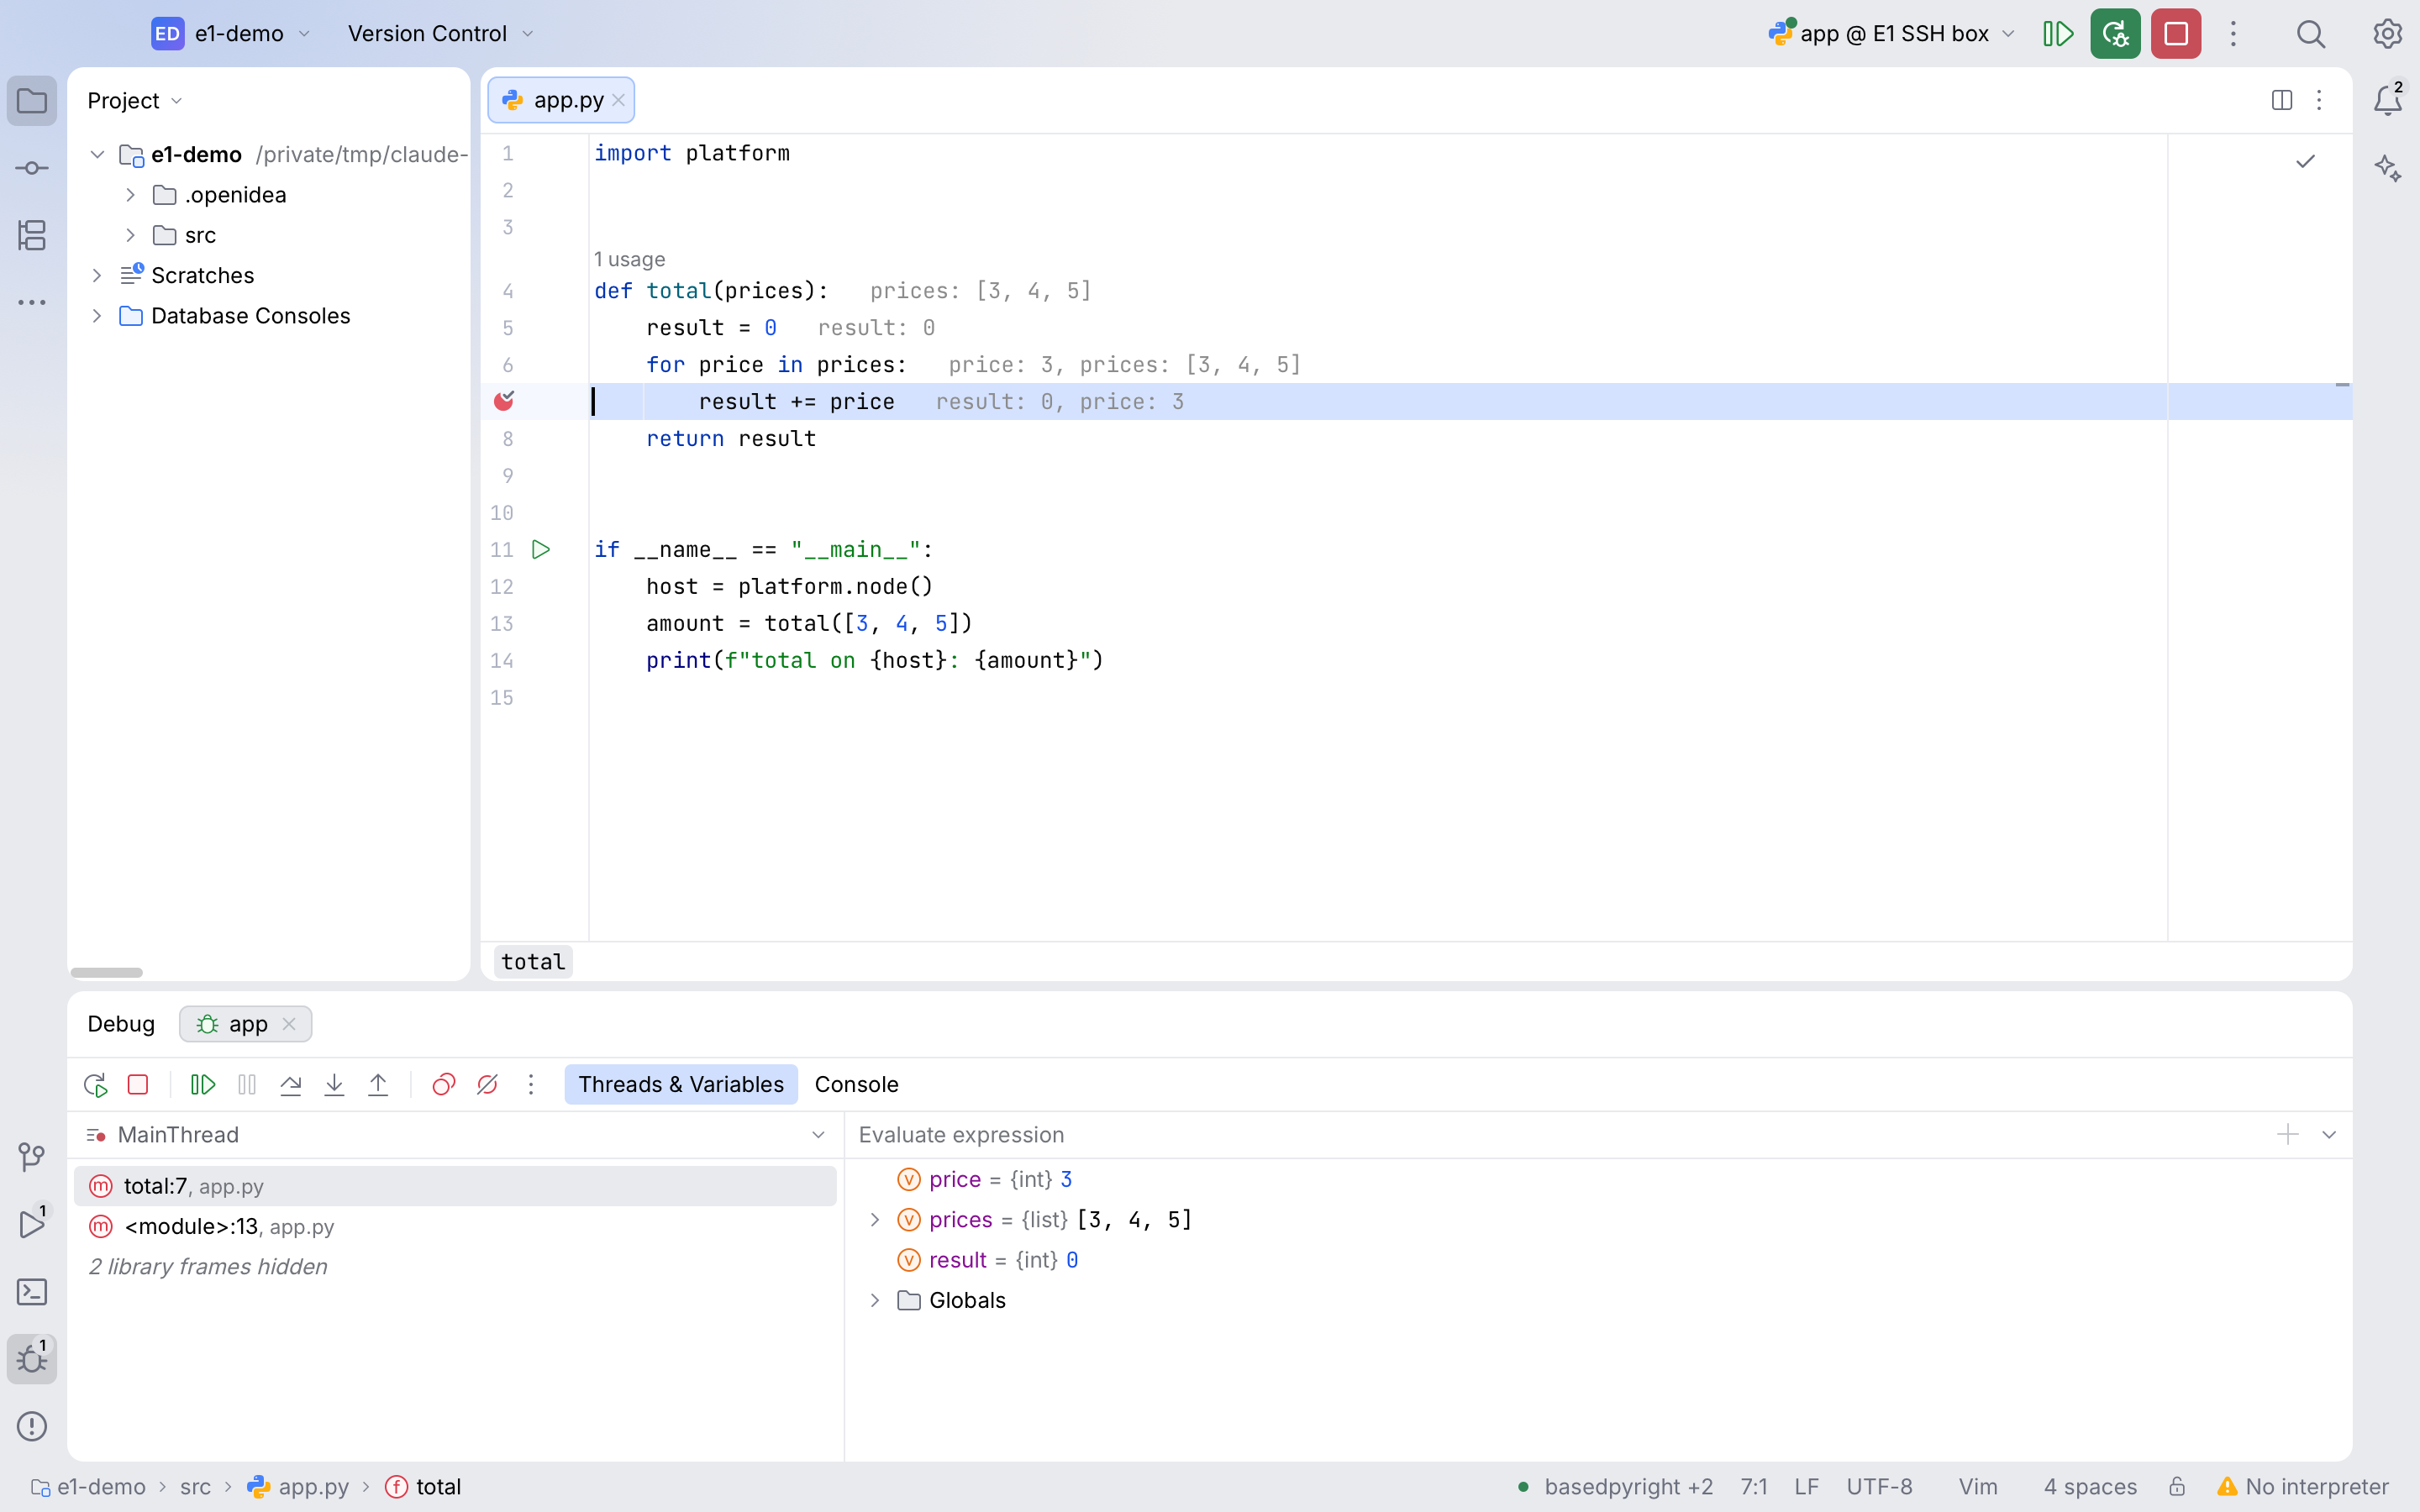 ED e1-demo Version Control app @ E1 SSH box
Project
e1-demo /private/tmp/claude-
.openidea
src
Scratches
Database Consoles
app.py
2
1 import platform
2
3
1 usage
4 def total(prices): prices: [3, 4, 5]
5 result = 0 result: 0
6 for price in prices: price: 3, prices: [3, 4, 5]
result += price result: 0, price: 3
8 return result
9
10
11 if __name__ == "__main__":
12 host = platform.node()
13 amount = total([3, 4, 5])
14 print(f"total on {host}: {amount}")
15
total
Debug app
Threads & Variables Console
MainThread
Evaluate expression
total:7, app.py
<module>:13, app.py
2 library frames hidden
price = {int} 3
prices = {list} [3, 4, 5]
result = {int} 0
Globals
1
1
e1-demo src app.py total
basedpyright +2 7:1 LF UTF-8 Vim 4 spaces No interpreter